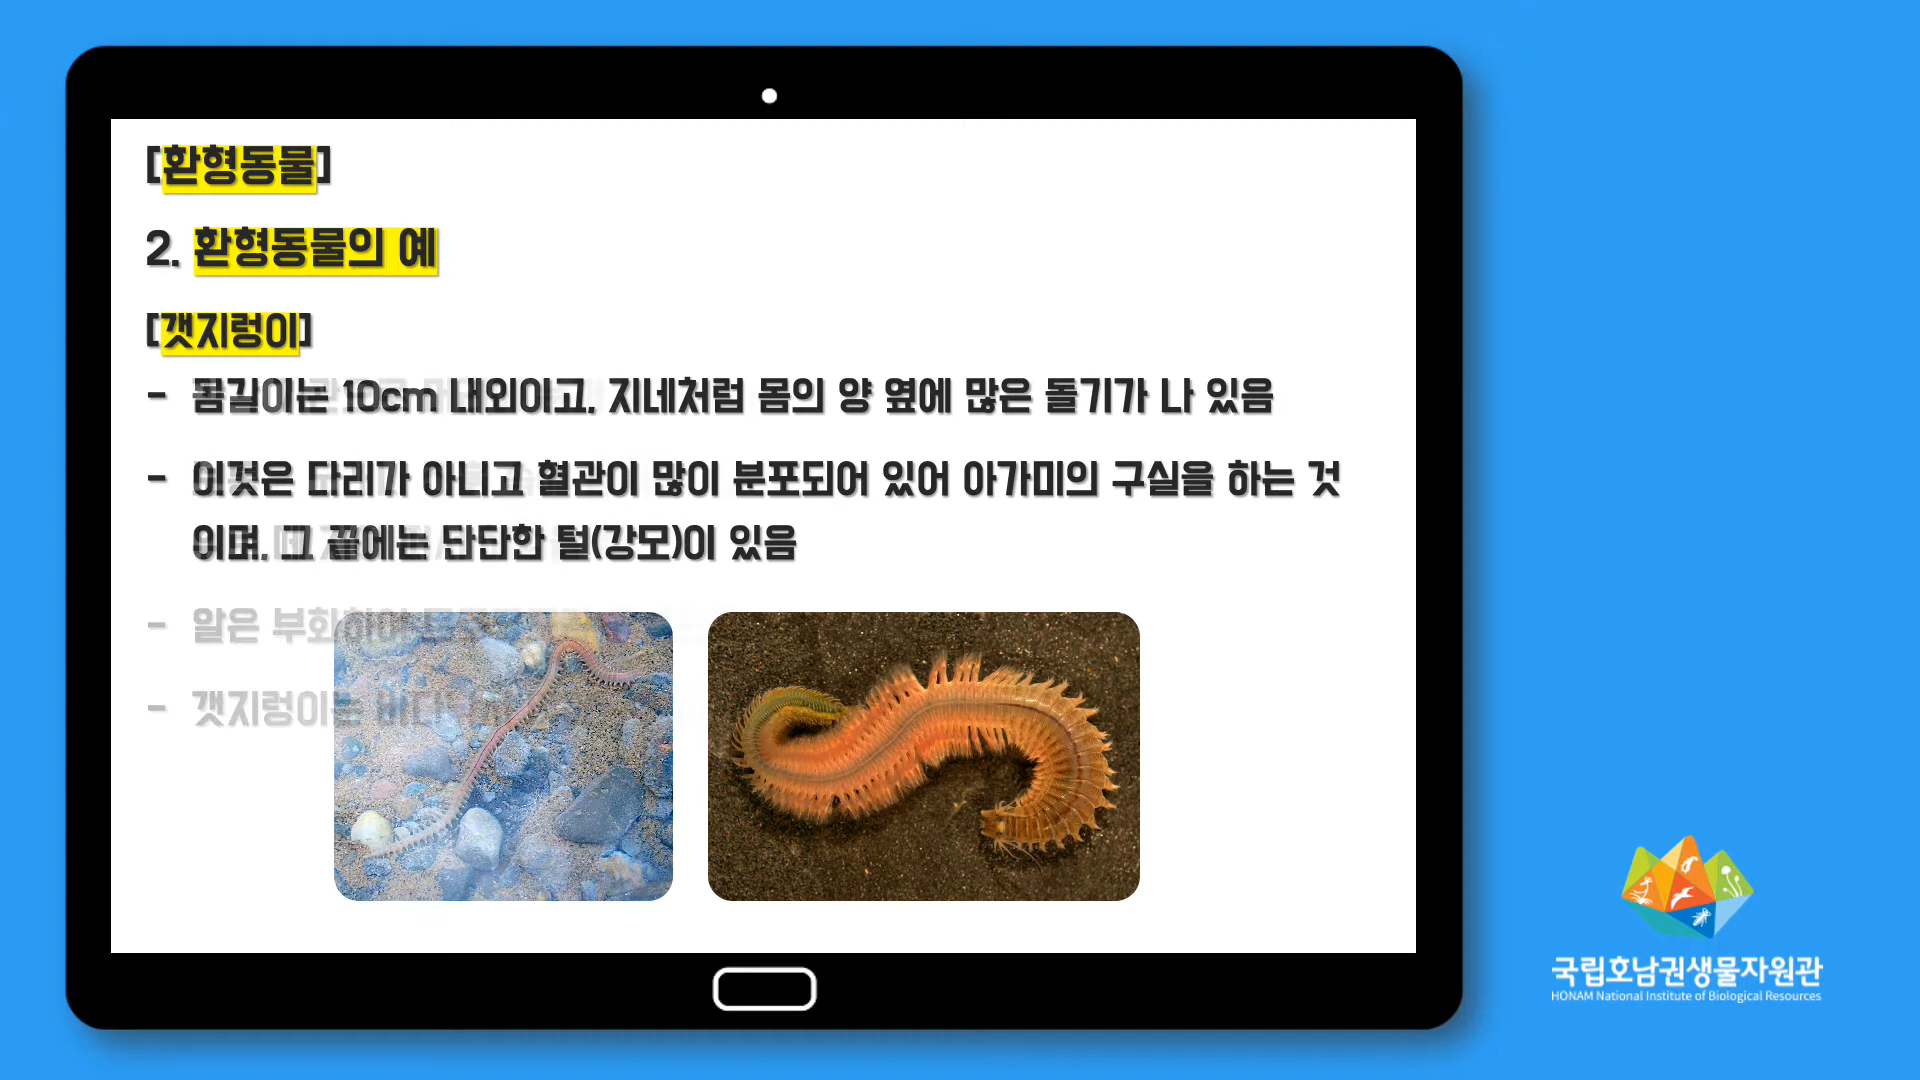 [환형동물]
2. 환형동물의 예
[갯지렁이]
- 몸길이는 10cm 내외이고, 지네처럼 몸의 양 옆에 많은 돌기가 나 있음
- 이것은 다리가 아니고 혈관이 많이 분포되어 있어 아가미의 구실을 하는 것
이며, 그 끝에는 단단한 털(강모)이 있음
- 알은 부화하여
- 갯지렁이는 바다
국립호남권생물자원관
HONAM National Institute of Biological Resources